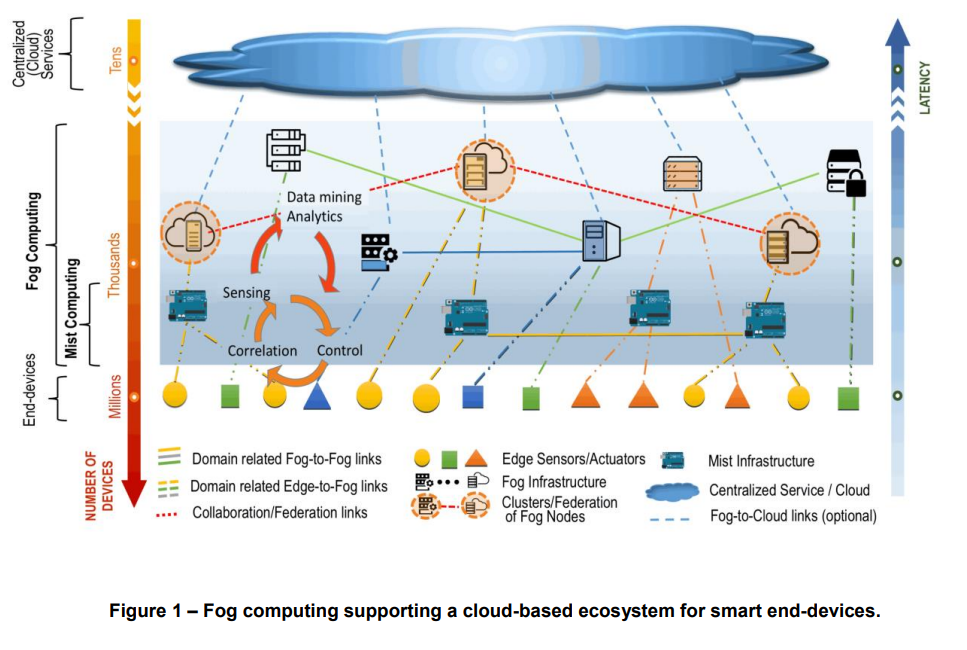 Centralized
(Cloud)
Services
Tens
LATENCY
Fog Computing
Thousands
Mist Computing
Data mining
Analytics
Sensing
Correlation
Control
End-devices
Millions
NUMBER OF
DEVICES
Domain related Fog-to-Fog links
Domain related Edge-to-Fog links
Collaboration/Federation links
Edge Sensors/Actuators
Fog Infrastructure
Clusters/Federation
of Fog Nodes
Mist Infrastructure
Centralized Service / Cloud
Fog-to-Cloud links (optional)
Figure 1 – Fog computing supporting a cloud-based ecosystem for smart end-devices.